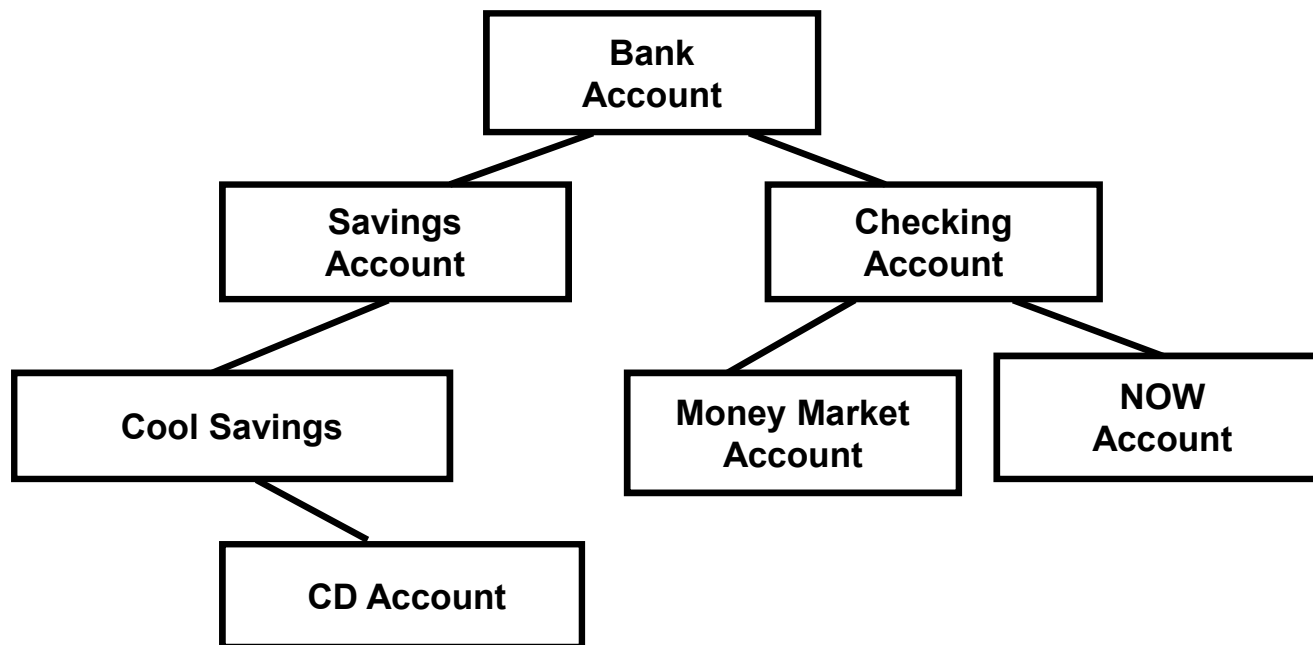 Bank
Account
Savings
Account
Checking
Account
Cool Savings
Money Market
Account
NOW
Account
CD Account